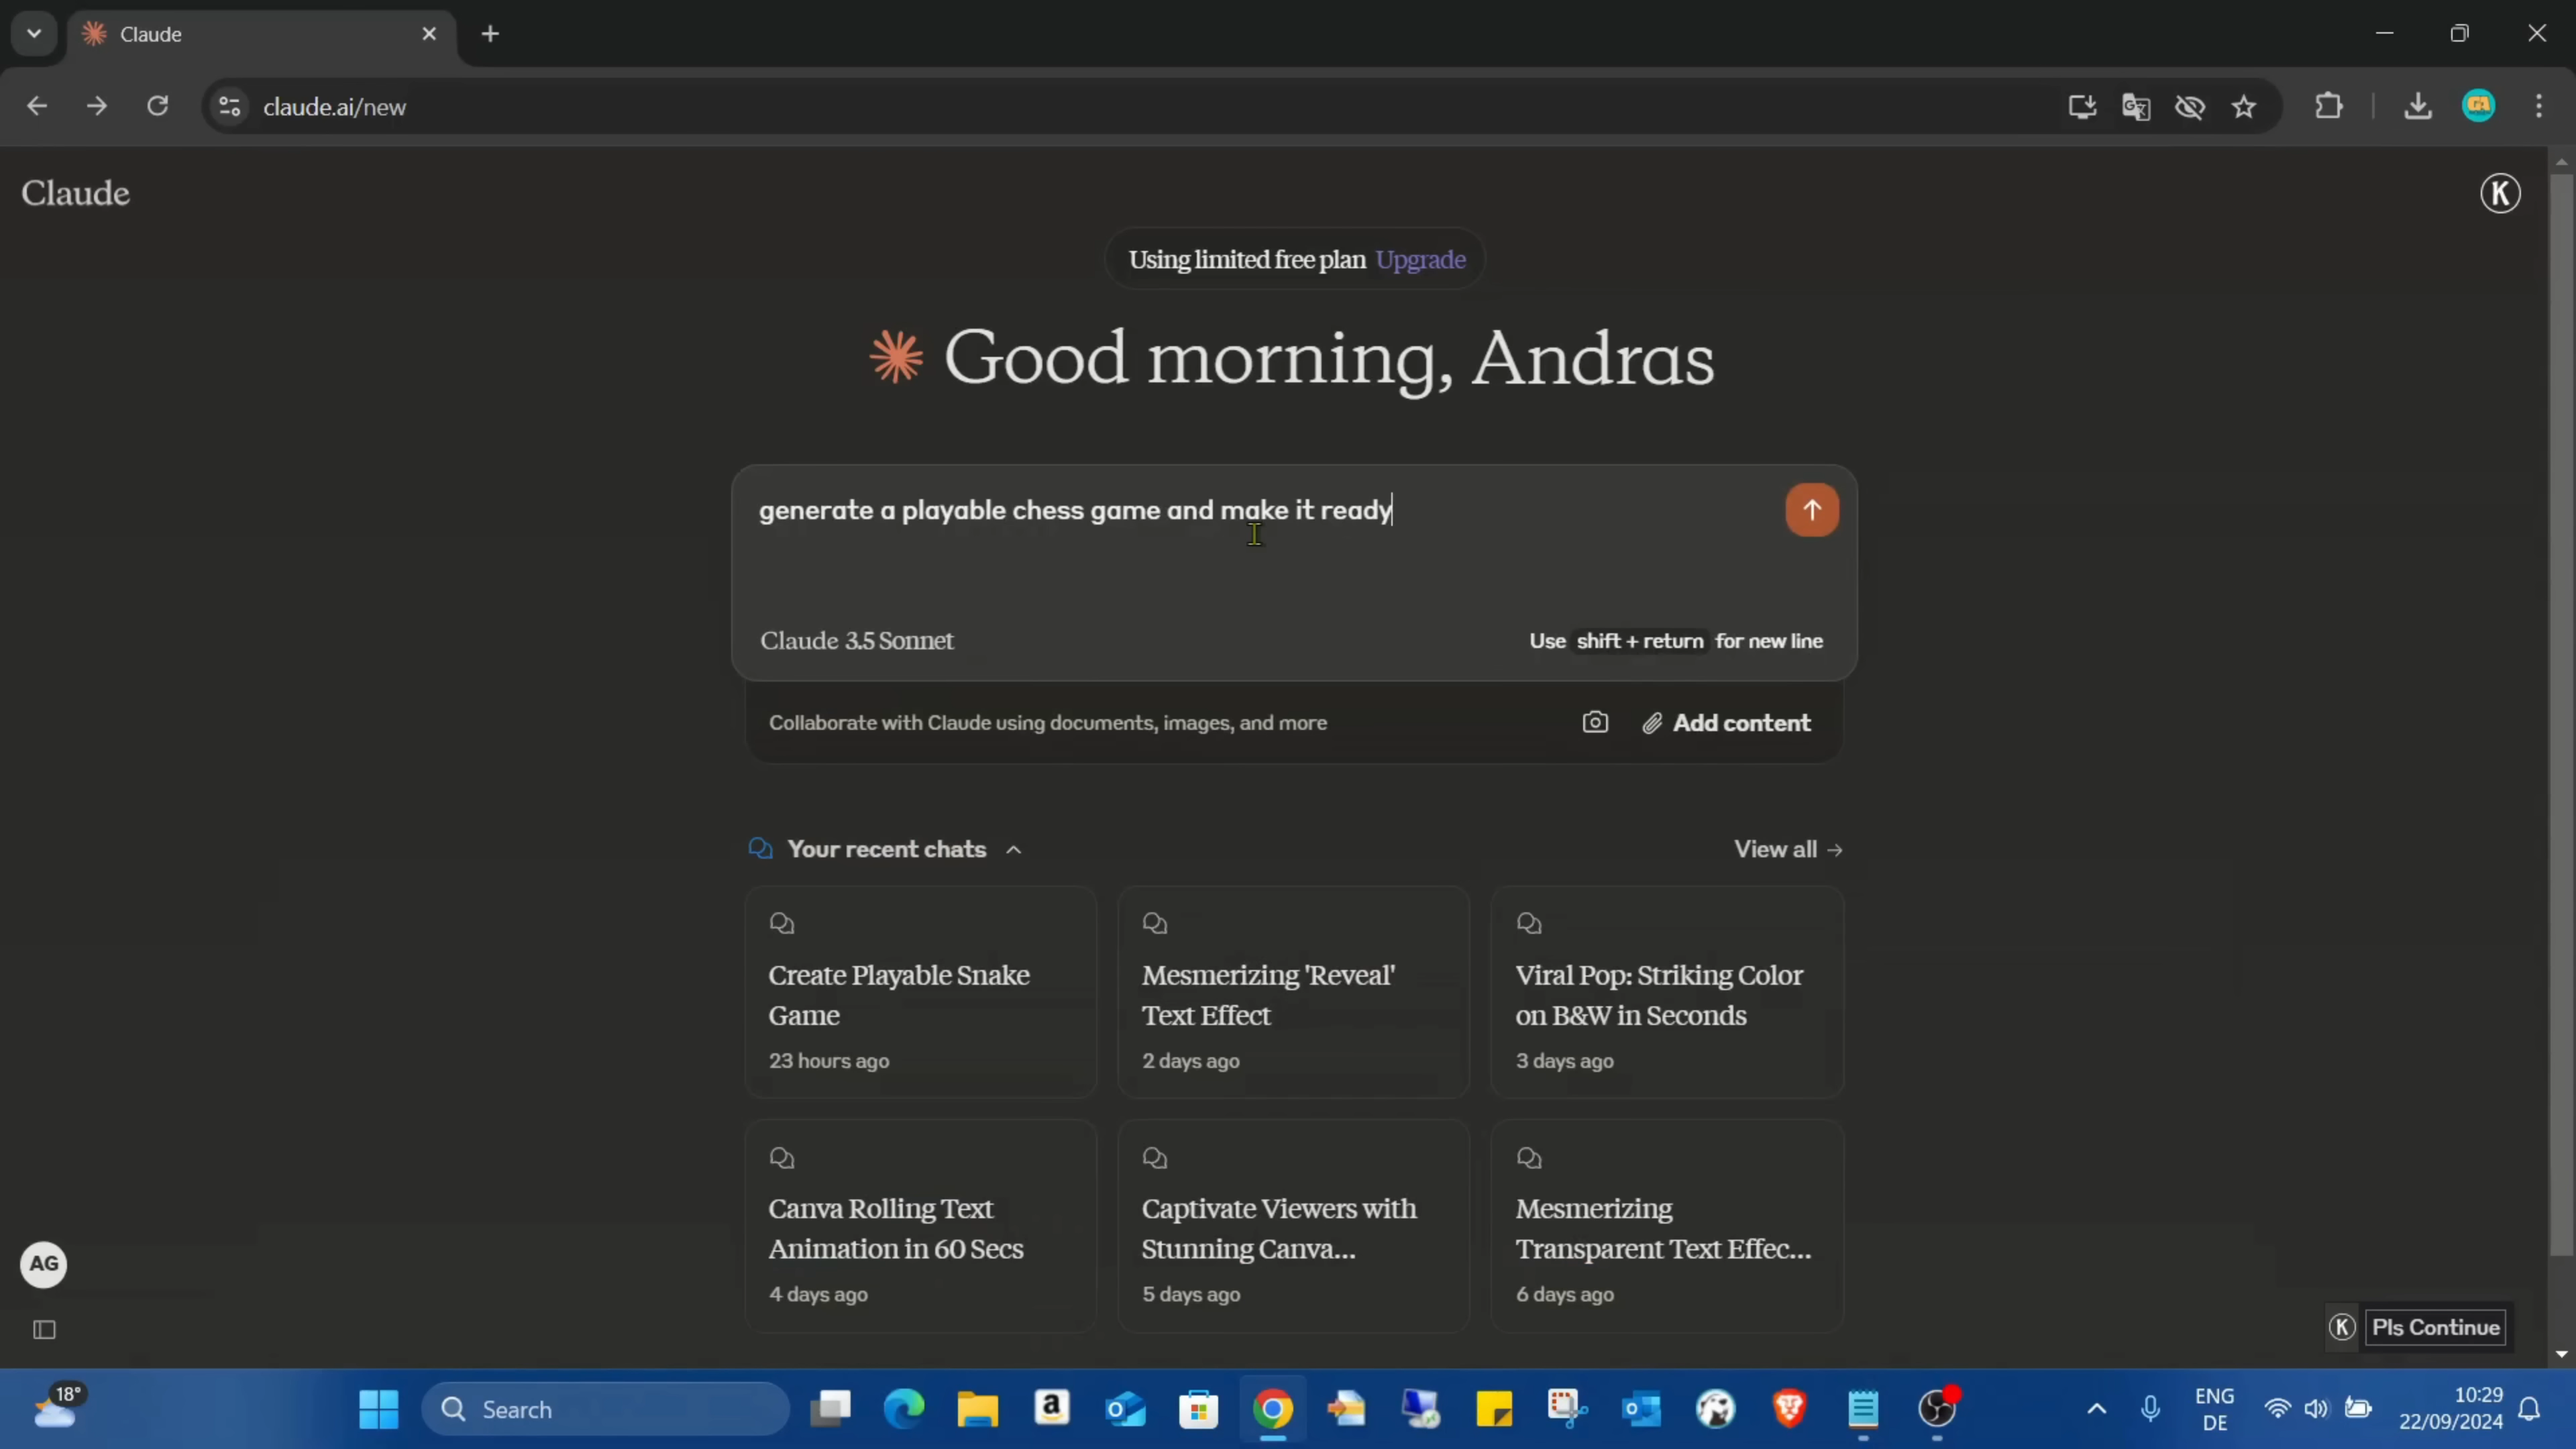 Claude
claude.ai/new
Claude
K
Using limited free plan Upgrade
Good morning, Andras
generate a playable chess game and make it ready
Claude 3.5 Sonnet
Use shift + return for new line
Collaborate with Claude using documents, images, and more
Add content
Your recent chats
View all →
Create Playable Snake
Game
23 hours ago
Mesmerizing 'Reveal'
Text Effect
2 days ago
Viral Pop: Striking Color
on B&W in Seconds
3 days ago
Canva Rolling Text
Animation in 60 Secs
4 days ago
Captivate Viewers with
Stunning Canva...
5 days ago
Mesmerizing
Transparent Text Effec...
6 days ago
AG
K Pls Continue
18°
Search
a
ENG
DE
10:29
22/09/2024